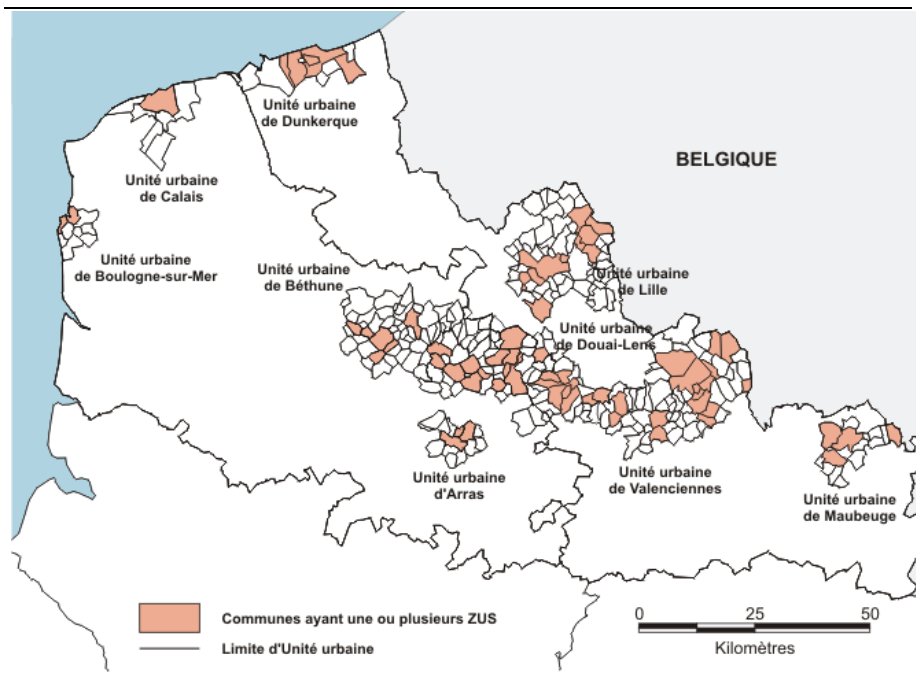 Unité urbaine
de Dunkerque
BELGIQUE
Unité urbaine
de Calais
Unité urbaine
de Boulogne-sur-Mer
Unité urbaine
de Béthune
Unité urbaine
de Lille
Unité urbaine
de Douai-Lens
Unité urbaine
d'Arras
Unité urbaine
de Valenciennes
Unité urbaine
de Maubeuge
Communes ayant une ou plusieurs ZUS
Limite d'Unité urbaine
0 25 50
Kilomètres